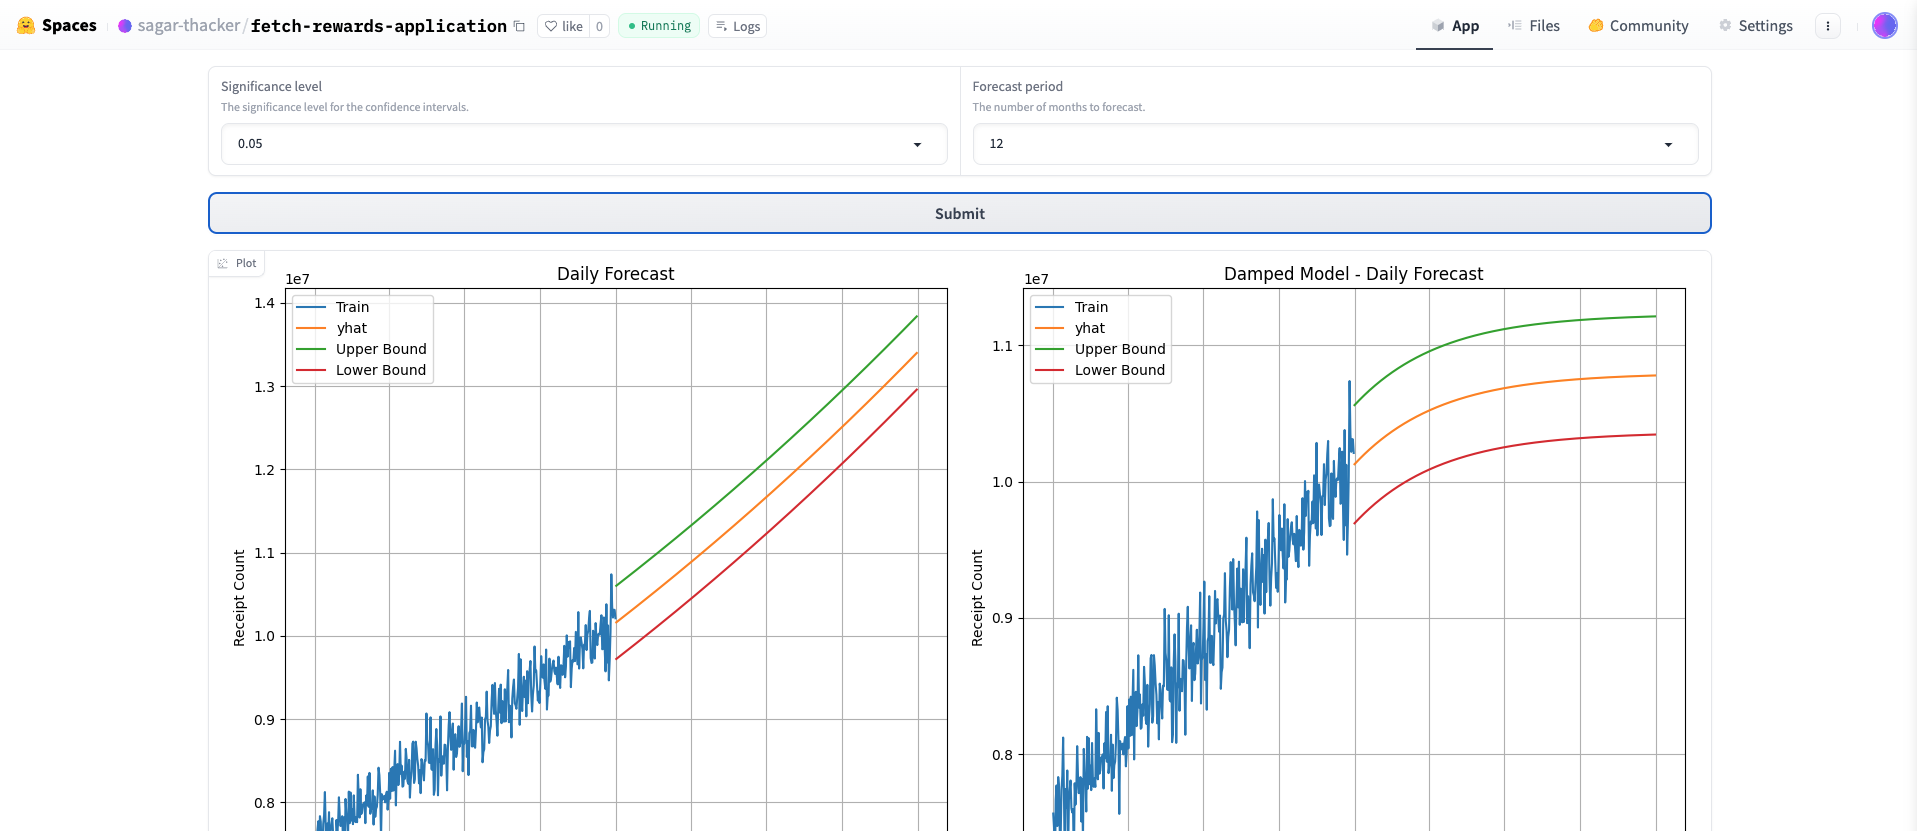 Spaces sagar-thacker/fetch-rewards-application like 0 Running Logs App Files Community Settings
Significance level
The significance level for the confidence intervals.
0.05
Forecast period
The number of months to forecast.
12
Submit
Plot
Daily Forecast
1e7
Train
yhat
Upper Bound
Lower Bound
1.4
1.3
1.2
1.1
1.0
0.9
0.8
Receipt Count
Damped Model - Daily Forecast
1e7
Train
yhat
Upper Bound
Lower Bound
1.1
1.0
0.9
0.8
Receipt Count